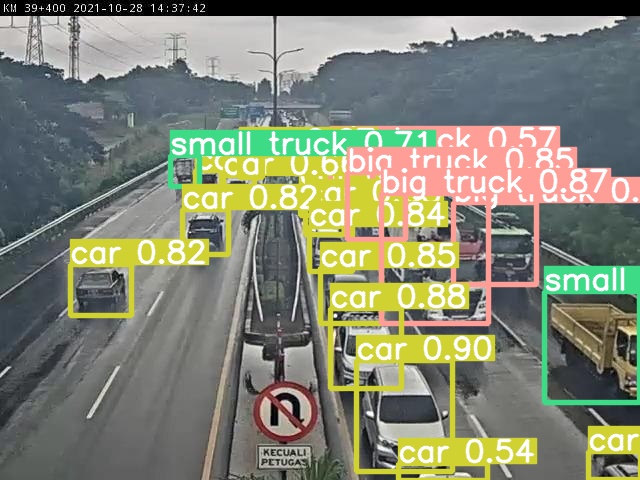 KM 39+400 2021-10-28 14:37:42
small truck 0.71
ck 0.57
car 0.6
big truck 0.85
big truck 0.87
0.
car 0.82
0.84
car 0.82
car 0.85
small
car 0.88
car 0.90
KECUALI
PETUGAS
car 0.54
car